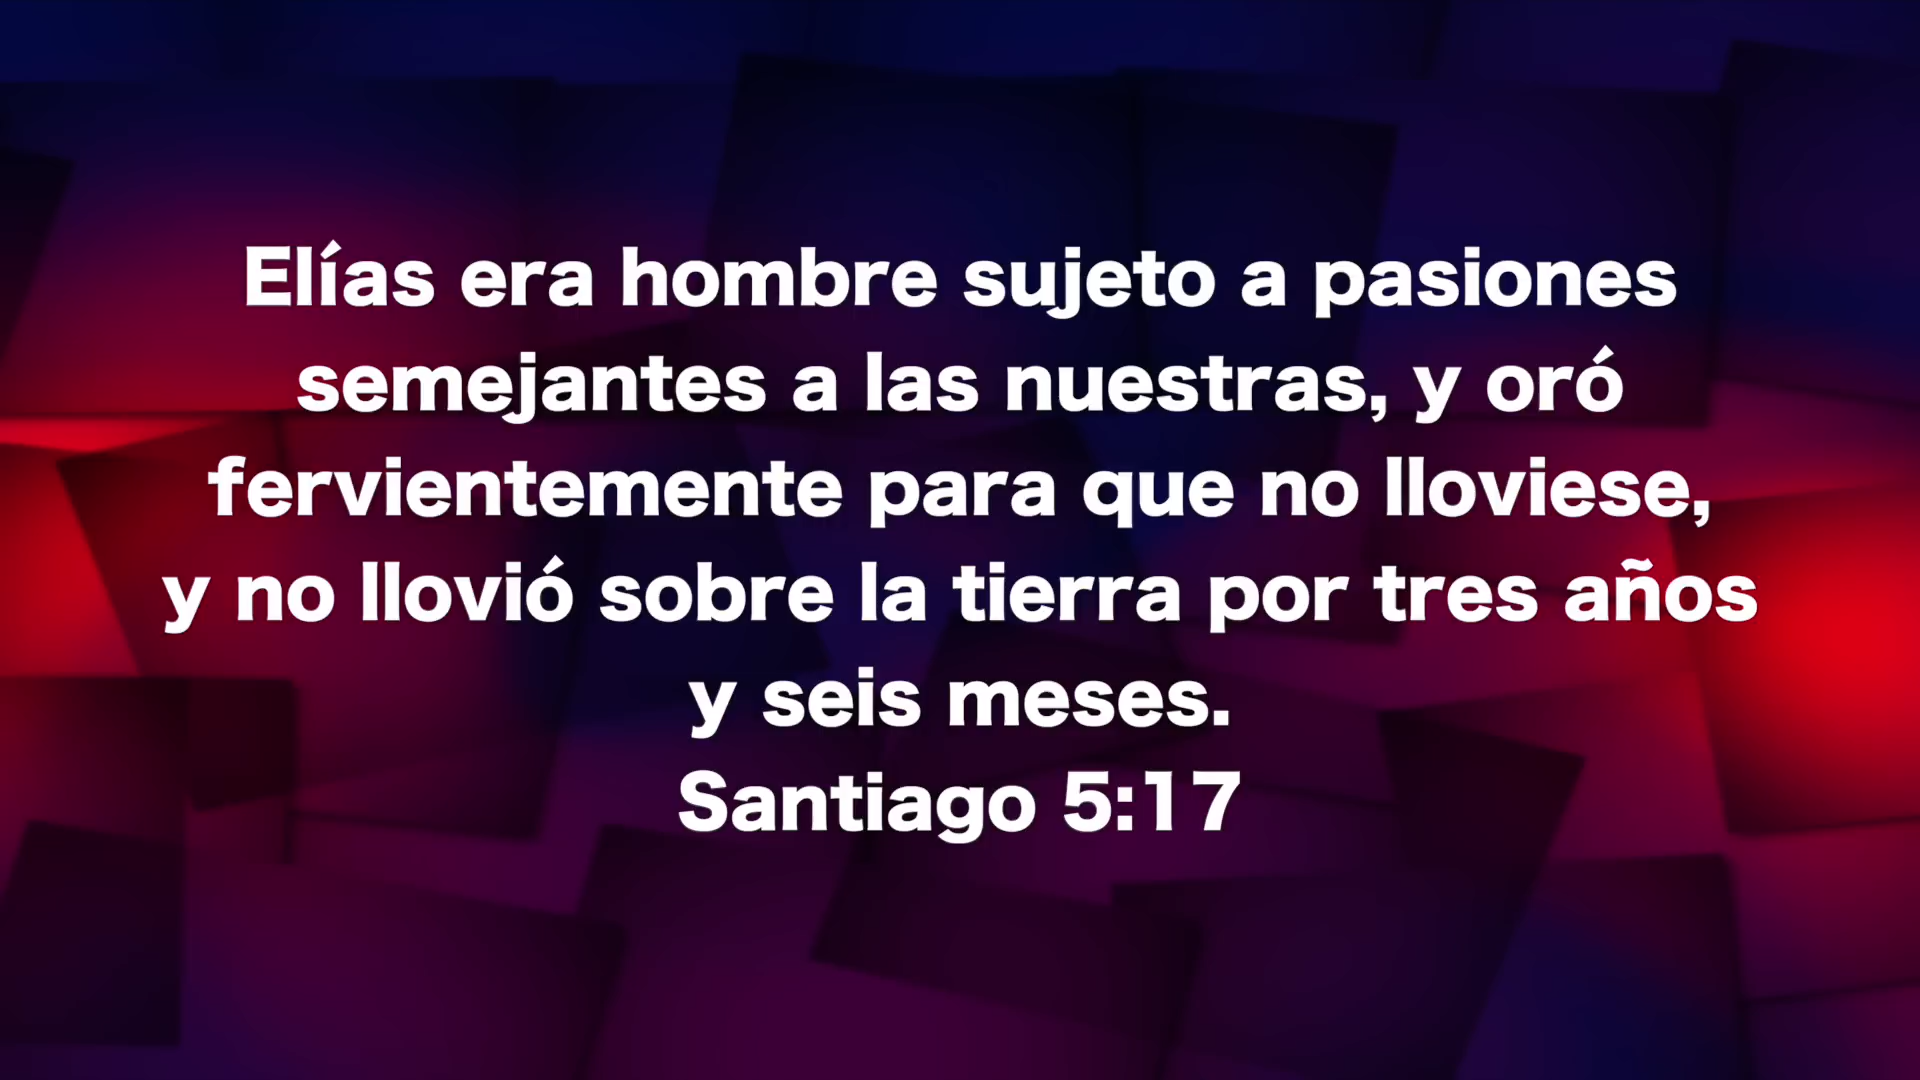 Elías era hombre sujeto a pasiones
semejantes a las nuestras, y oró
fervientemente para que no lloviese,
y no llovió sobre la tierra por tres años
y seis meses.
Santiago 5:17